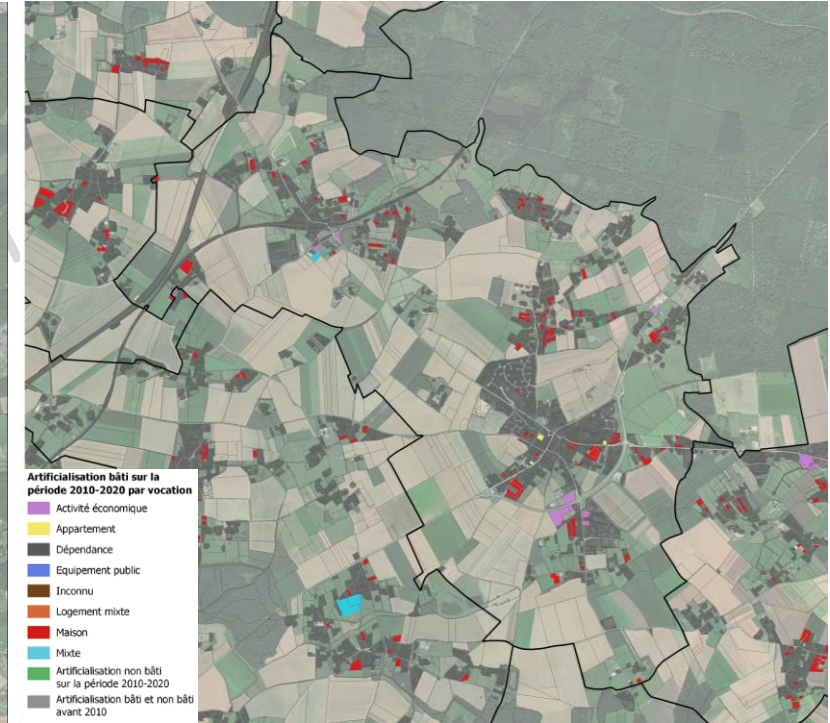 Artificialisation bâti sur la
période 2010-2020 par vocation
Activité économique
Appartement
Dépendance
Equipement public
Inconnu
Logement mixte
Maison
Mixte
Artificialisation non bâti
sur la période 2010-2020
Artificialisation bâti et non bâti
avant 2010